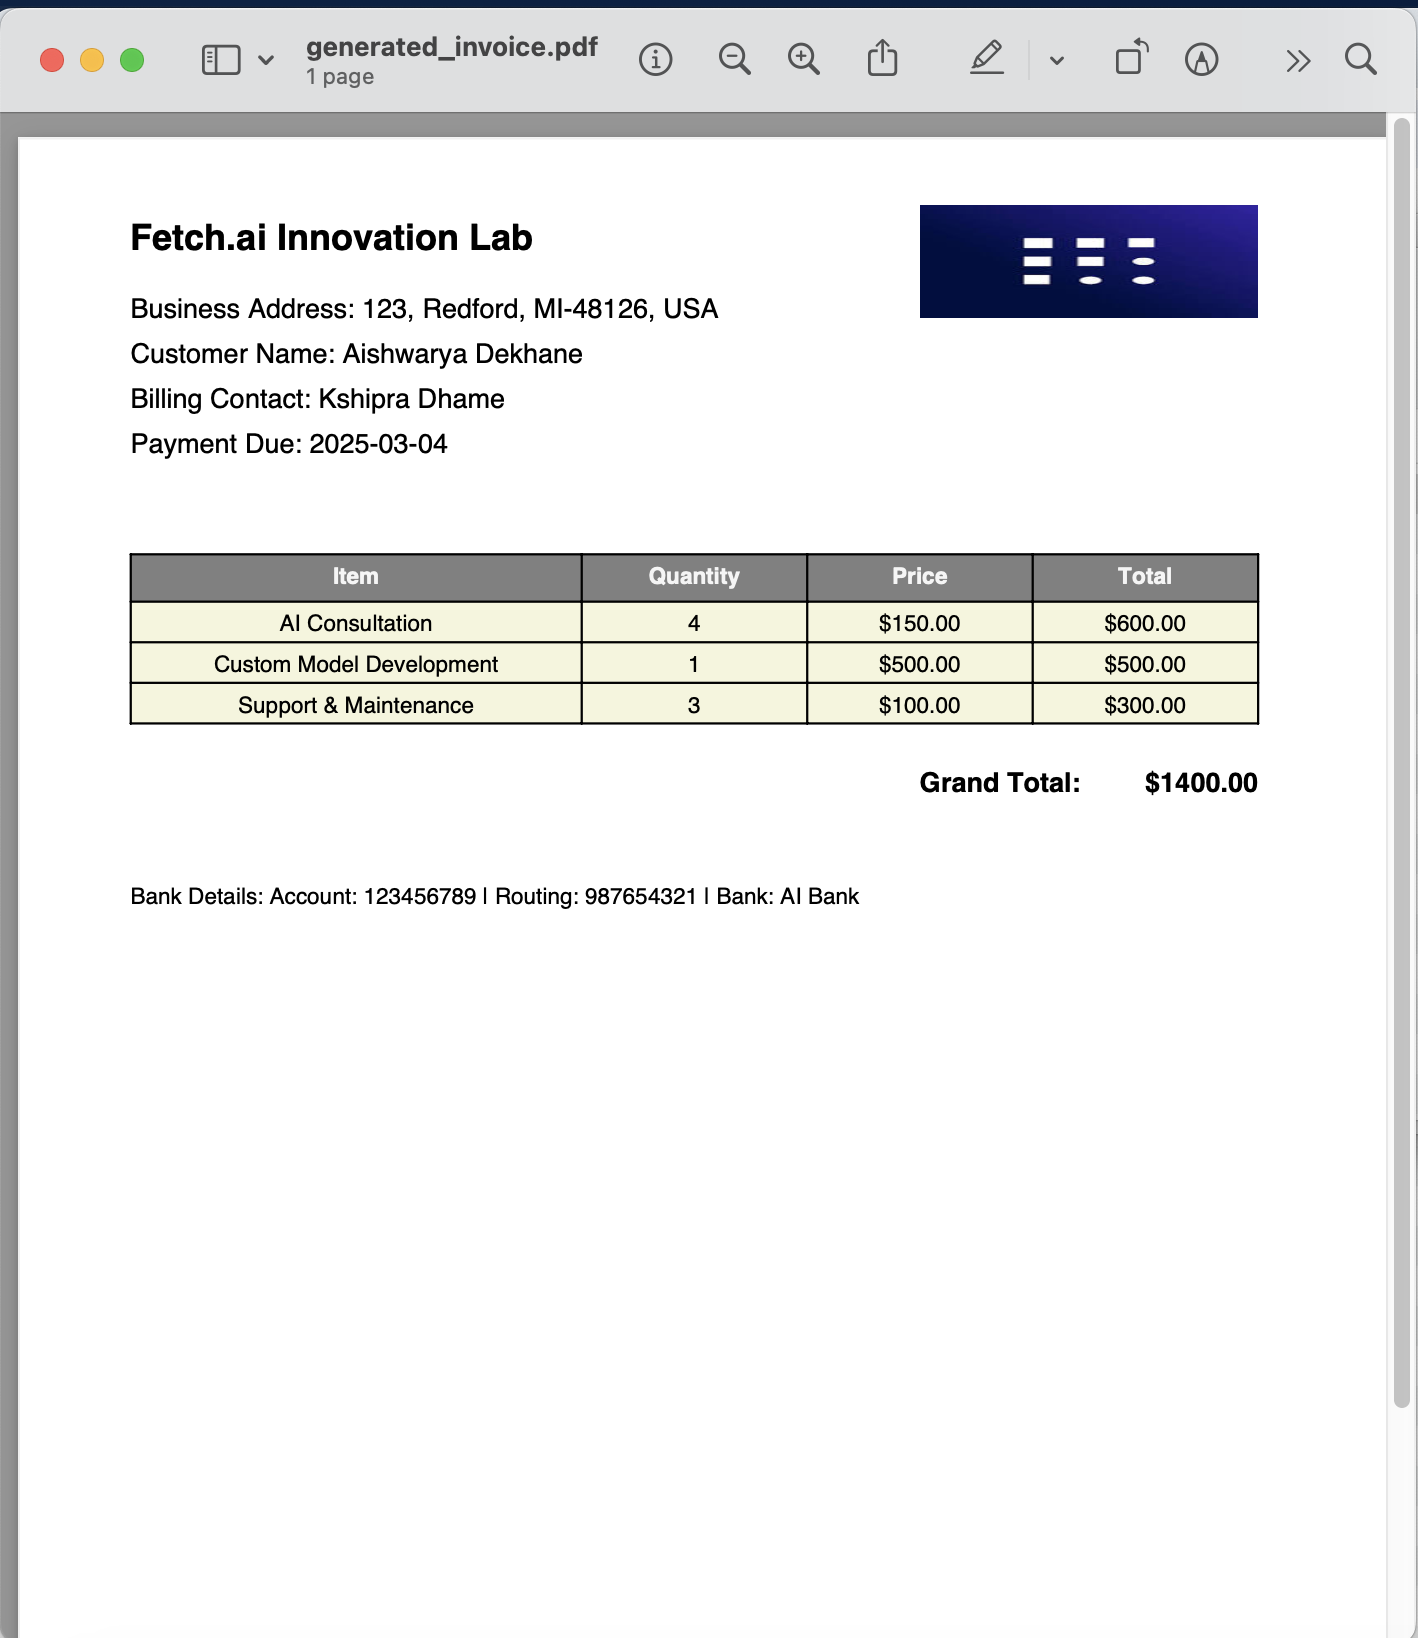 generated_invoice.pdf
1 page
Fetch.ai Innovation Lab
Business Address: 123, Redford, MI-48126, USA
Customer Name: Aishwarya Dekhane
Billing Contact: Kshipra Dhame
Payment Due: 2025-03-04
Item Quantity Price Total
AI Consultation 4 $150.00 $600.00
Custom Model Development 1 $500.00 $500.00
Support & Maintenance 3 $100.00 $300.00
Grand Total: $1400.00
Bank Details: Account: 123456789 | Routing: 987654321 | Bank: AI Bank